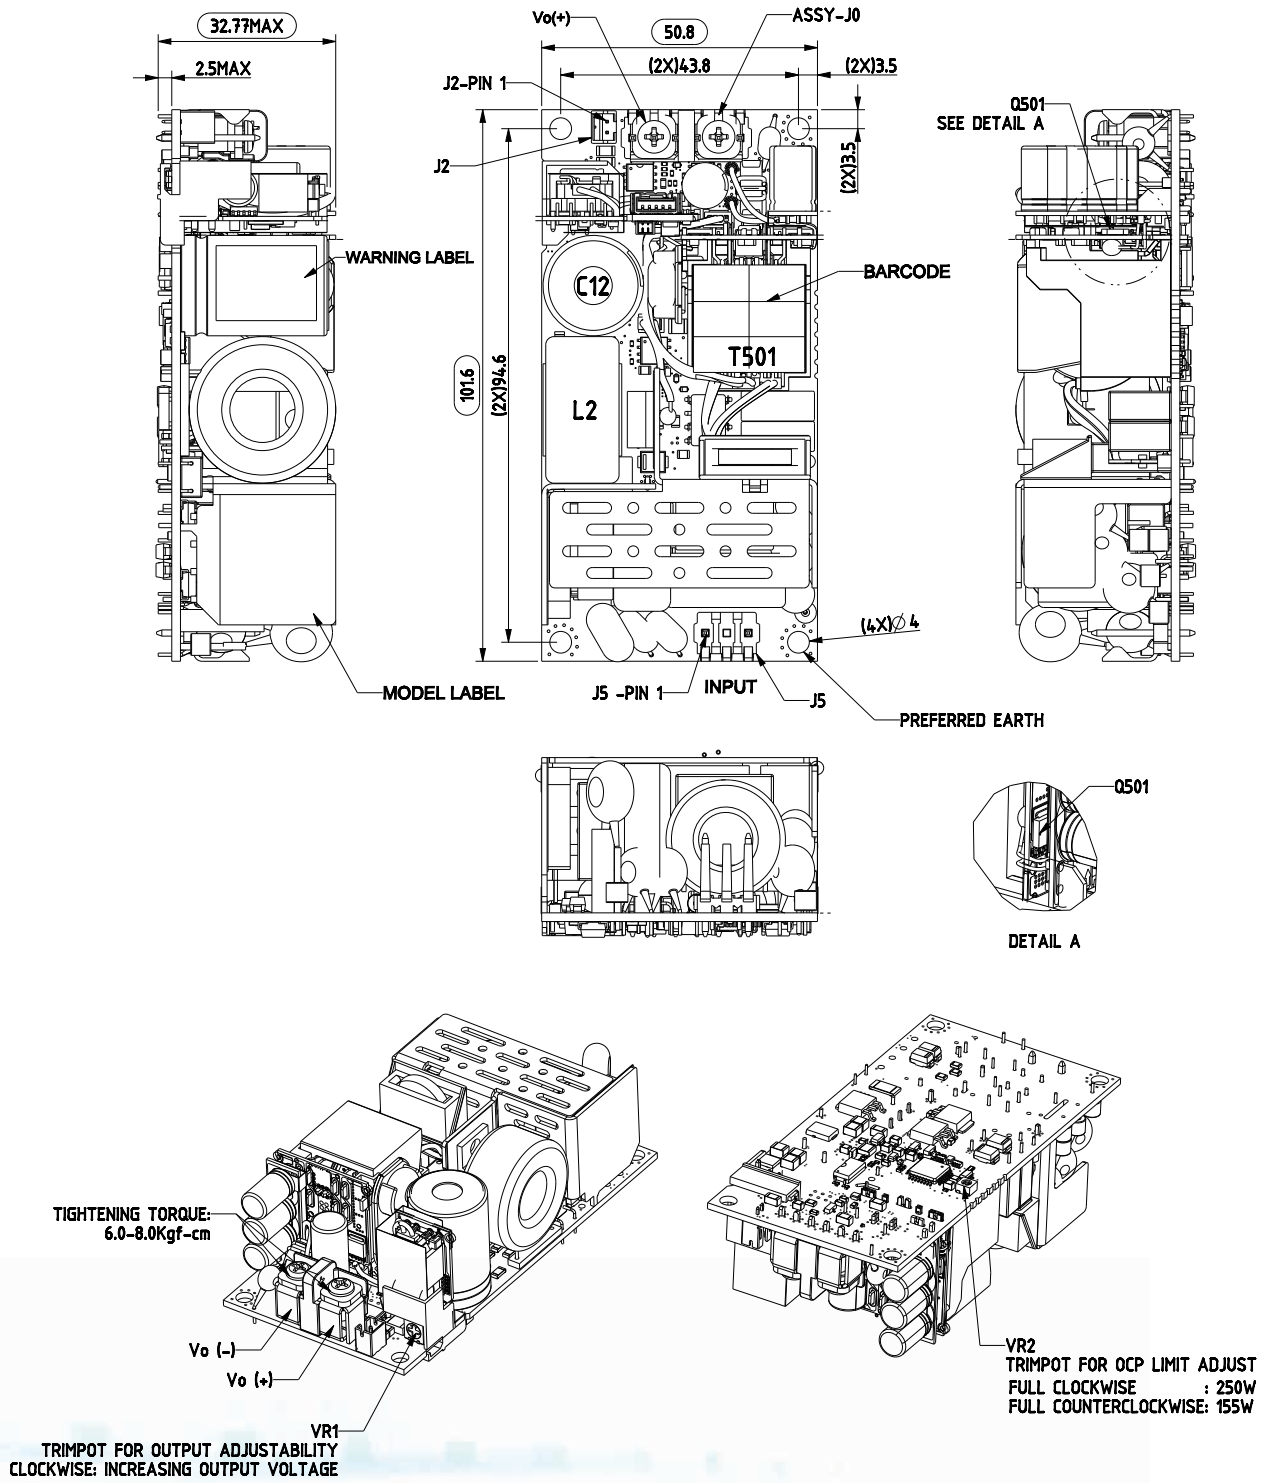 32.77MAX
2.5MAX
Vo(+)
ASSY-J0
50.8
(2X)43.8
(2X)3.5
J2-PIN 1
J2
(2X)3.5
Q501
SEE DETAIL A
WARNING LABEL
C12
BARCODE
T501
101.6
(2X)94.6
L2
(4X)Ø 4
MODEL LABEL
J5 -PIN 1
INPUT
J5
PREFERRED EARTH
Q501
DETAIL A
TIGHTENING TORQUE:
6.0-8.0Kgf-cm
Vo (-)
Vo (+)
VR1
TRIMPOT FOR OUTPUT ADJUSTABILITY
CLOCKWISE: INCREASING OUTPUT VOLTAGE
VR2
TRIMPOT FOR OCP LIMIT ADJUST
FULL CLOCKWISE : 250W
FULL COUNTERCLOCKWISE: 155W